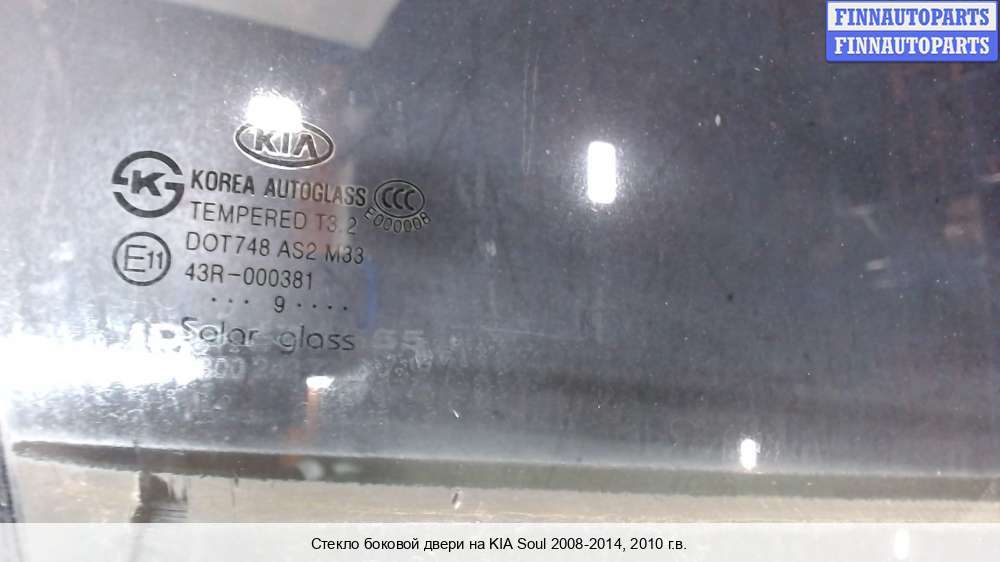 FINNAUTOPARTS
FINNAUTOPARTS
KIA
K
KOREA AUTOGLASS
CCC
E000008
TEMPERED T3.2
DOT748 AS2 M33
E11
43R-000381
··· 9 ····
Solar glass
Стекло боковой двери на KIA Soul 2008-2014, 2010 г.в.